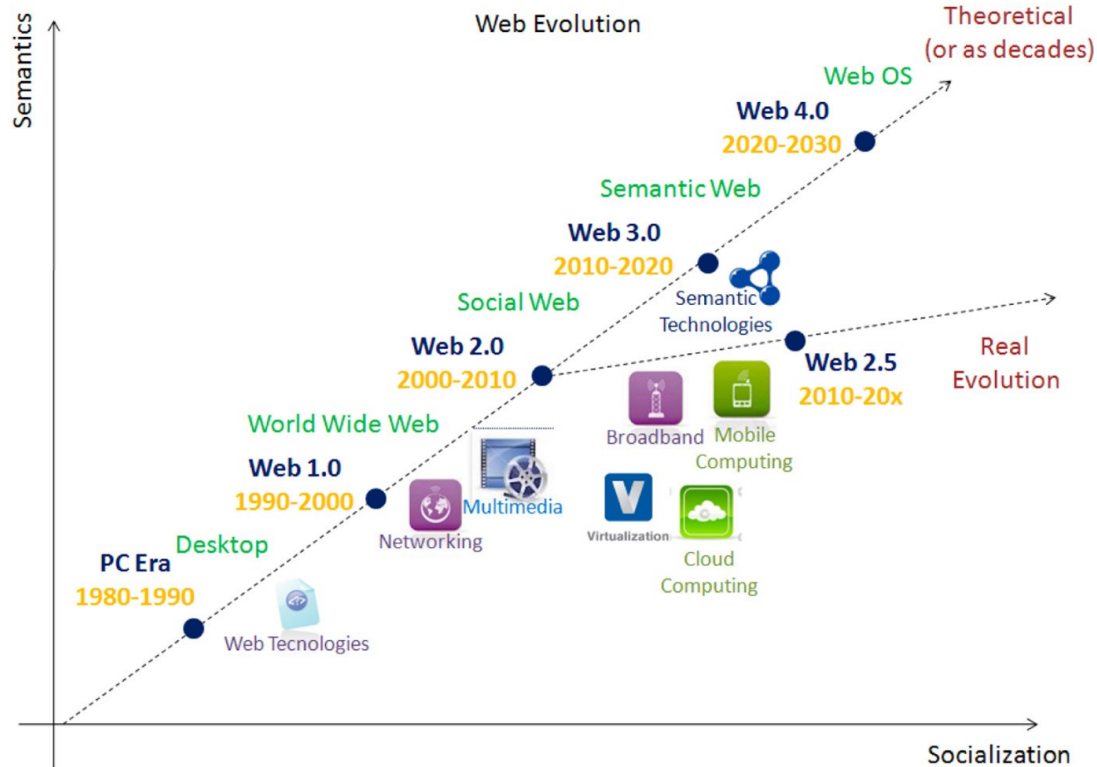 Web Evolution
Semantics
Theoretical
(or as decades)
Web OS
Web 4.0
2020-2030
Semantic Web
Web 3.0
2010-2020
Semantic
Technologies
Social Web
Web 2.0
2000-2010
Web 2.5
2010-20x
Real
Evolution
Broadband
Mobile
Computing
World Wide Web
Web 1.0
1990-2000
Multimedia
Networking
V
Virtualization
Cloud
Computing
Desktop
PC Era
1980-1990
Web Tecnologies
Socialization